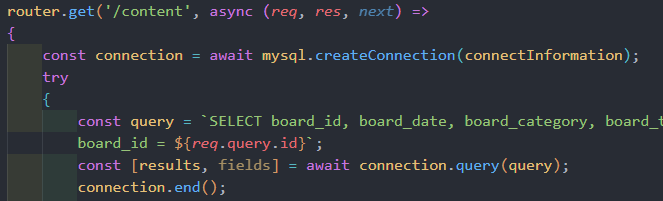 router.get('/content', async (req, res, next) =>
{
const connection = await mysql.createConnection(connectInformation);
try
{
const query = `SELECT board_id, board_date, board_category, board_t
board_id = ${req.query.id}`;
const [results, fields] = await connection.query(query);
connection.end();